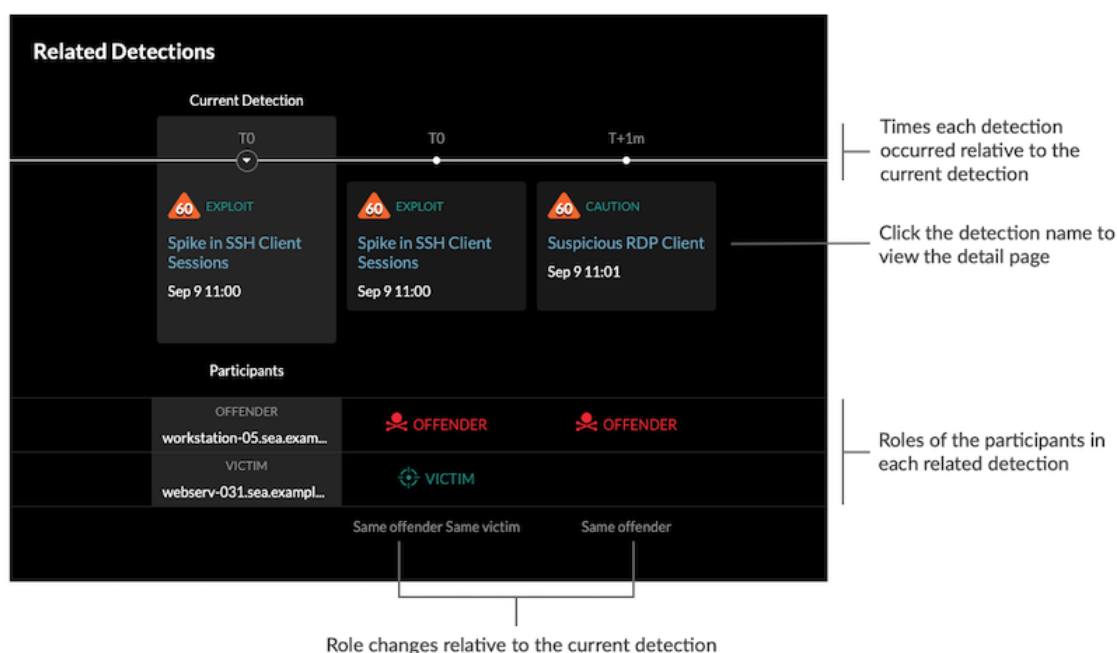 Related Detections
Current Detection
T0
T0
T+1m
60 EXPLOIT
Spike in SSH Client
Sessions
Sep 9 11:00
60 EXPLOIT
Spike in SSH Client
Sessions
Sep 9 11:00
60 CAUTION
Suspicious RDP Client
Sep 9 11:01
Times each detection
occurred relative to the
current detection
Click the detection name to
view the detail page
Participants
OFFENDER
workstation-05.sea.exam...
OFFENDER
OFFENDER
VICTIM
webserv-031.sea.exampl...
VICTIM
Roles of the participants in
each related detection
Same offender Same victim
Same offender
Role changes relative to the current detection